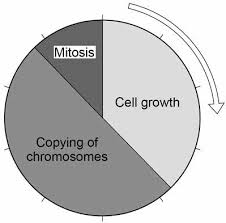 Mitosis
Cell growth
Copying of
chromosomes